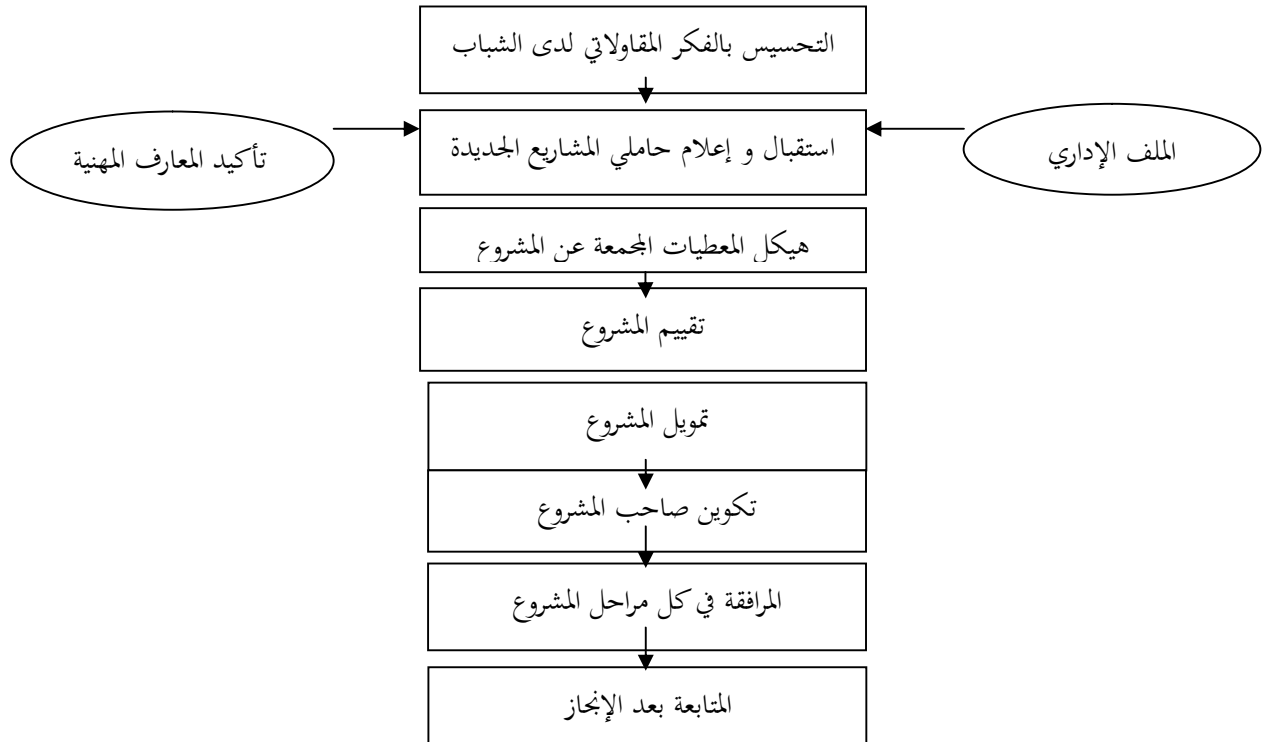 التحسيس بالفكر المقاولاتي لدى الشباب
الملف الإداري
استقبال و إعلام حاملي المشاريع الجديدة
تأكيد المعارف المهنية
هيكل المعطيات المجمعة عن المشروع
تقييم المشروع
تمويل المشروع
تكوين صاحب المشروع
المرافقة في كل مراحل المشروع
المتابعة بعد الإنجاز